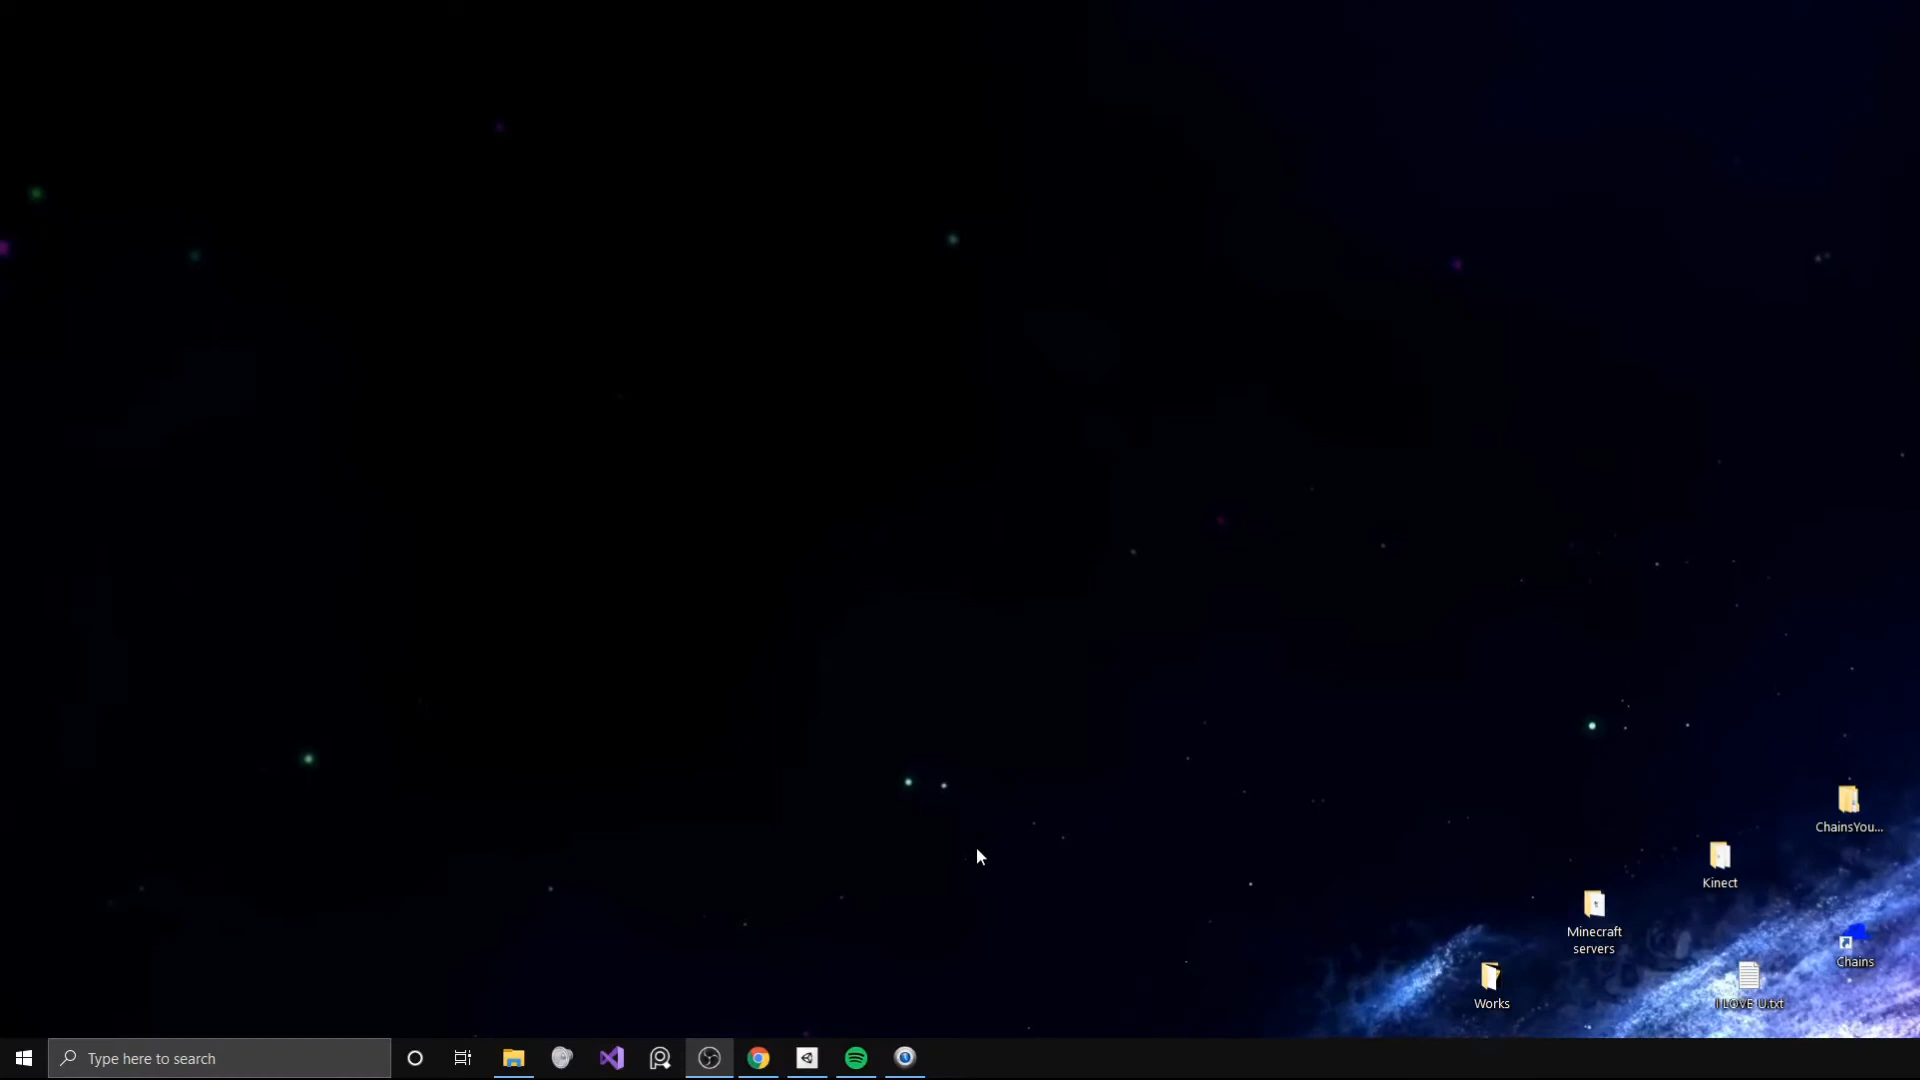 ChainsYou...
Kinect
Minecraft
servers
Chains
Works
I LOVE U.txt
Type here to search